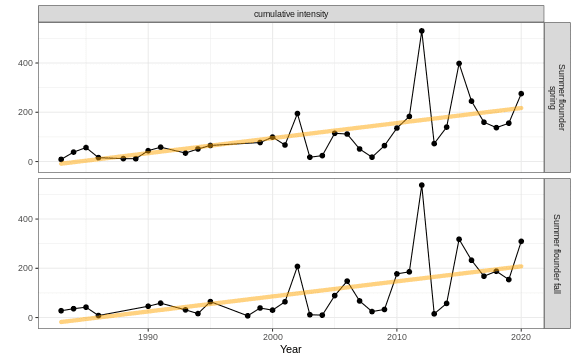 cumulative intensity
400
200
0
Summer flounder
spring
400
200
0
Summer flounder fall
1990
2000
2010
2020
Year